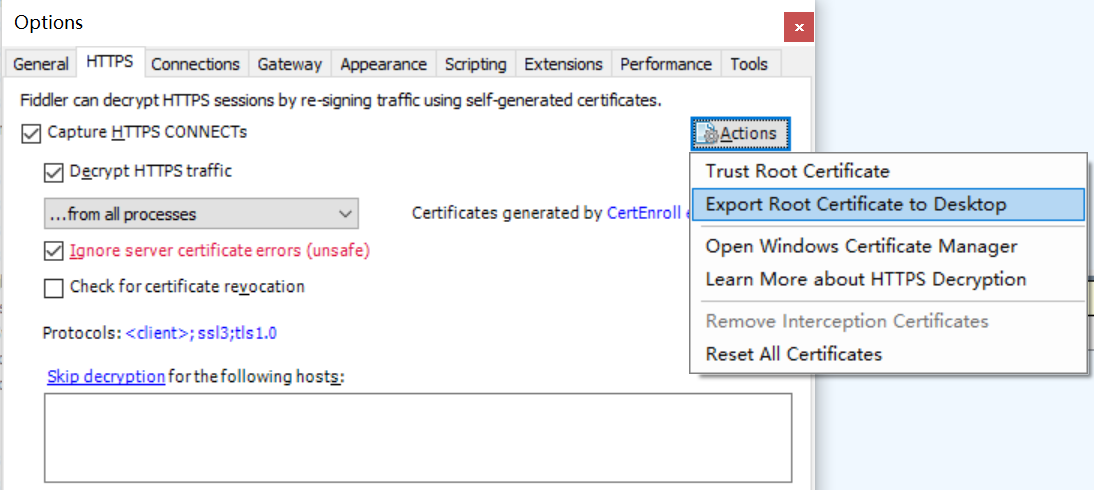 Options
General HTTPS Connections Gateway Appearance Scripting Extensions Performance Tools
Fiddler can decrypt HTTPS sessions by re-signing traffic using self-generated certificates.
Capture HTTPS CONNECTs
Actions
Decrypt HTTPS traffic
...from all processes
Certificates generated by CertEnroll
Ignore server certificate errors (unsafe)
Check for certificate revocation
Protocols: <client>; ssl3;tls1.0
Skip decryption for the following hosts:
Trust Root Certificate
Export Root Certificate to Desktop
Open Windows Certificate Manager
Learn More about HTTPS Decryption
Remove Interception Certificates
Reset All Certificates